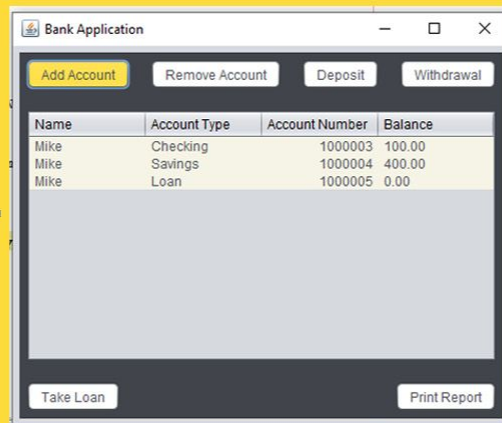 Bank Application
Add Account Remove Account Deposit Withdrawal
Name Account Type Account Number Balance
Mike Checking 1000003 100.00
Mike Savings 1000004 400.00
Mike Loan 1000005 0.00
Take Loan Print Report